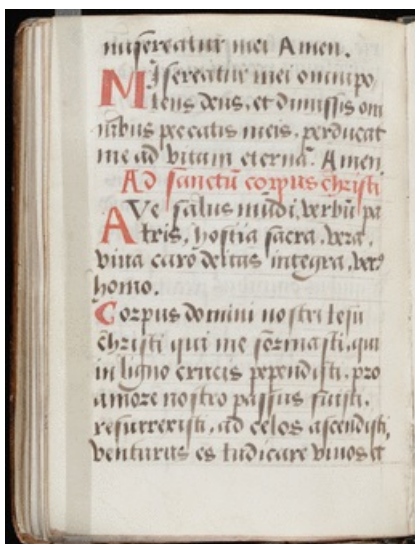 misereatur mei Amen.
Misereatur mei omnipo
tens deus, et dimissis om
nibus peccatis meis, perducat
me ad vitam eternā. Amen
Ad sanctū corpus christi
AVe salus mūdi, verbū pa
tris, hostia sacra, vera,
viva caro deitas integra, verꝰ
homo.
Corpus domini nostri Iesu
christi qui me formasti, qui
in ligno crucis pependisti, pro
amore nostro passus fuisti,
resurrexisti, ad celos ascendisti,
venturus es iudicare vivos et